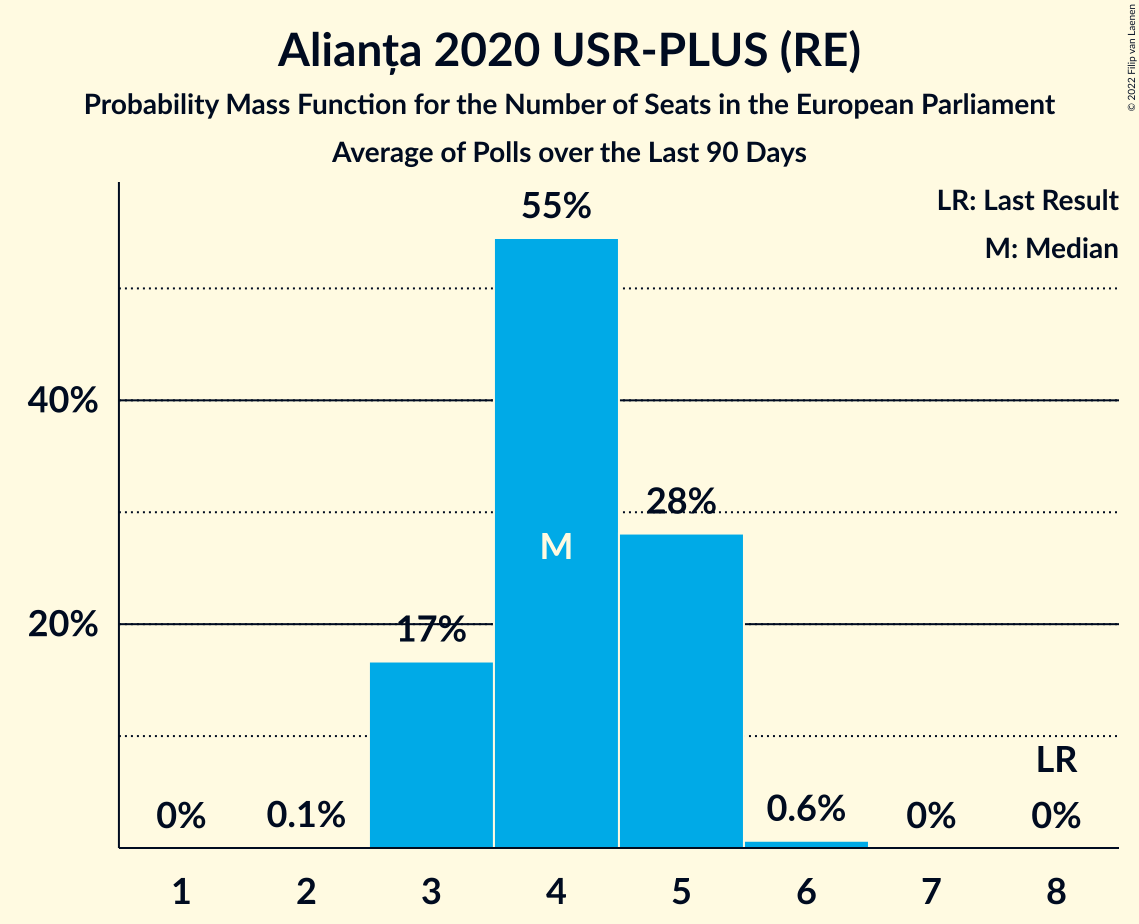 Alianța 2020 USR-PLUS (RE)
Probability Mass Function for the Number of Seats in the European Parliament
Average of Polls over the Last 90 Days
© 2022 Filip van Laenen
LR: Last Result
M: Median
55%
40%
28%
M
20%
17%
LR
0%
0.1%
0.6%
0%
0%
1 2 3 4 5 6 7 8